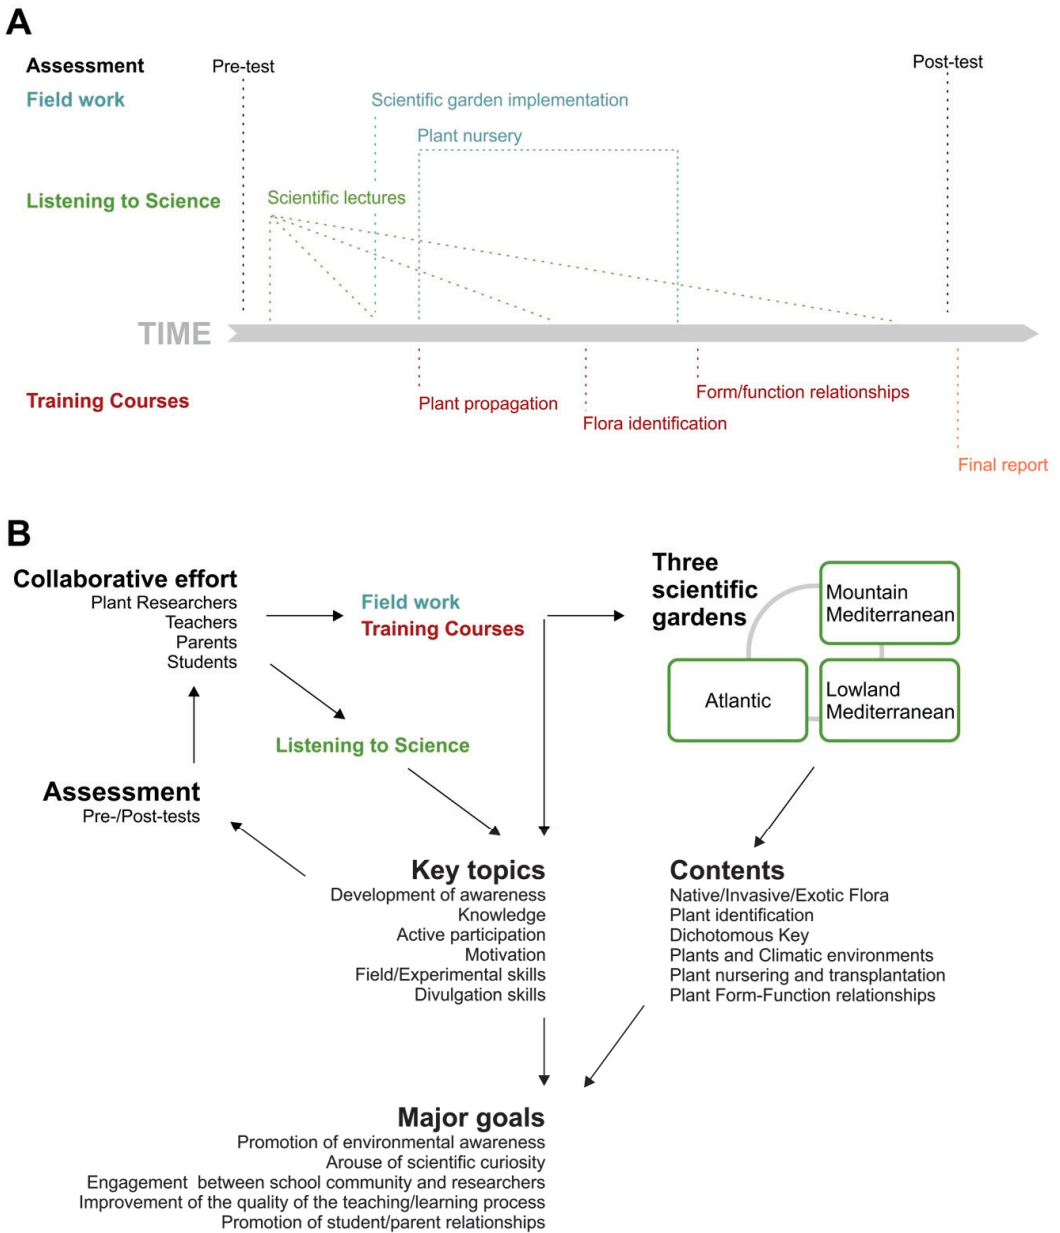 A
Assessment
Pre-test
Post-test
Field work
Scientific garden implementation
Plant nursery
Listening to Science
Scientific lectures
TIME
Training Courses
Plant propagation
Form/function relationships
Flora identification
Final report
B
Collaborative effort
Plant Researchers
Teachers
Parents
Students
Field work
Training Courses
Three
scientific
gardens
Mountain
Mediterranean
Atlantic
Lowland
Mediterranean
Listening to Science
Assessment
Pre-/Post-tests
Key topics
Development of awareness
Knowledge
Active participation
Motivation
Field/Experimental skills
Divulgation skills
Contents
Native/Invasive/Exotic Flora
Plant identification
Dichotomous Key
Plants and Climatic environments
Plant nursering and transplantation
Plant Form-Function relationships
Major goals
Promotion of environmental awareness
Arouse of scientific curiosity
Engagement between school community and researchers
Improvement of the quality of the teaching/learning process
Promotion of student/parent relationships